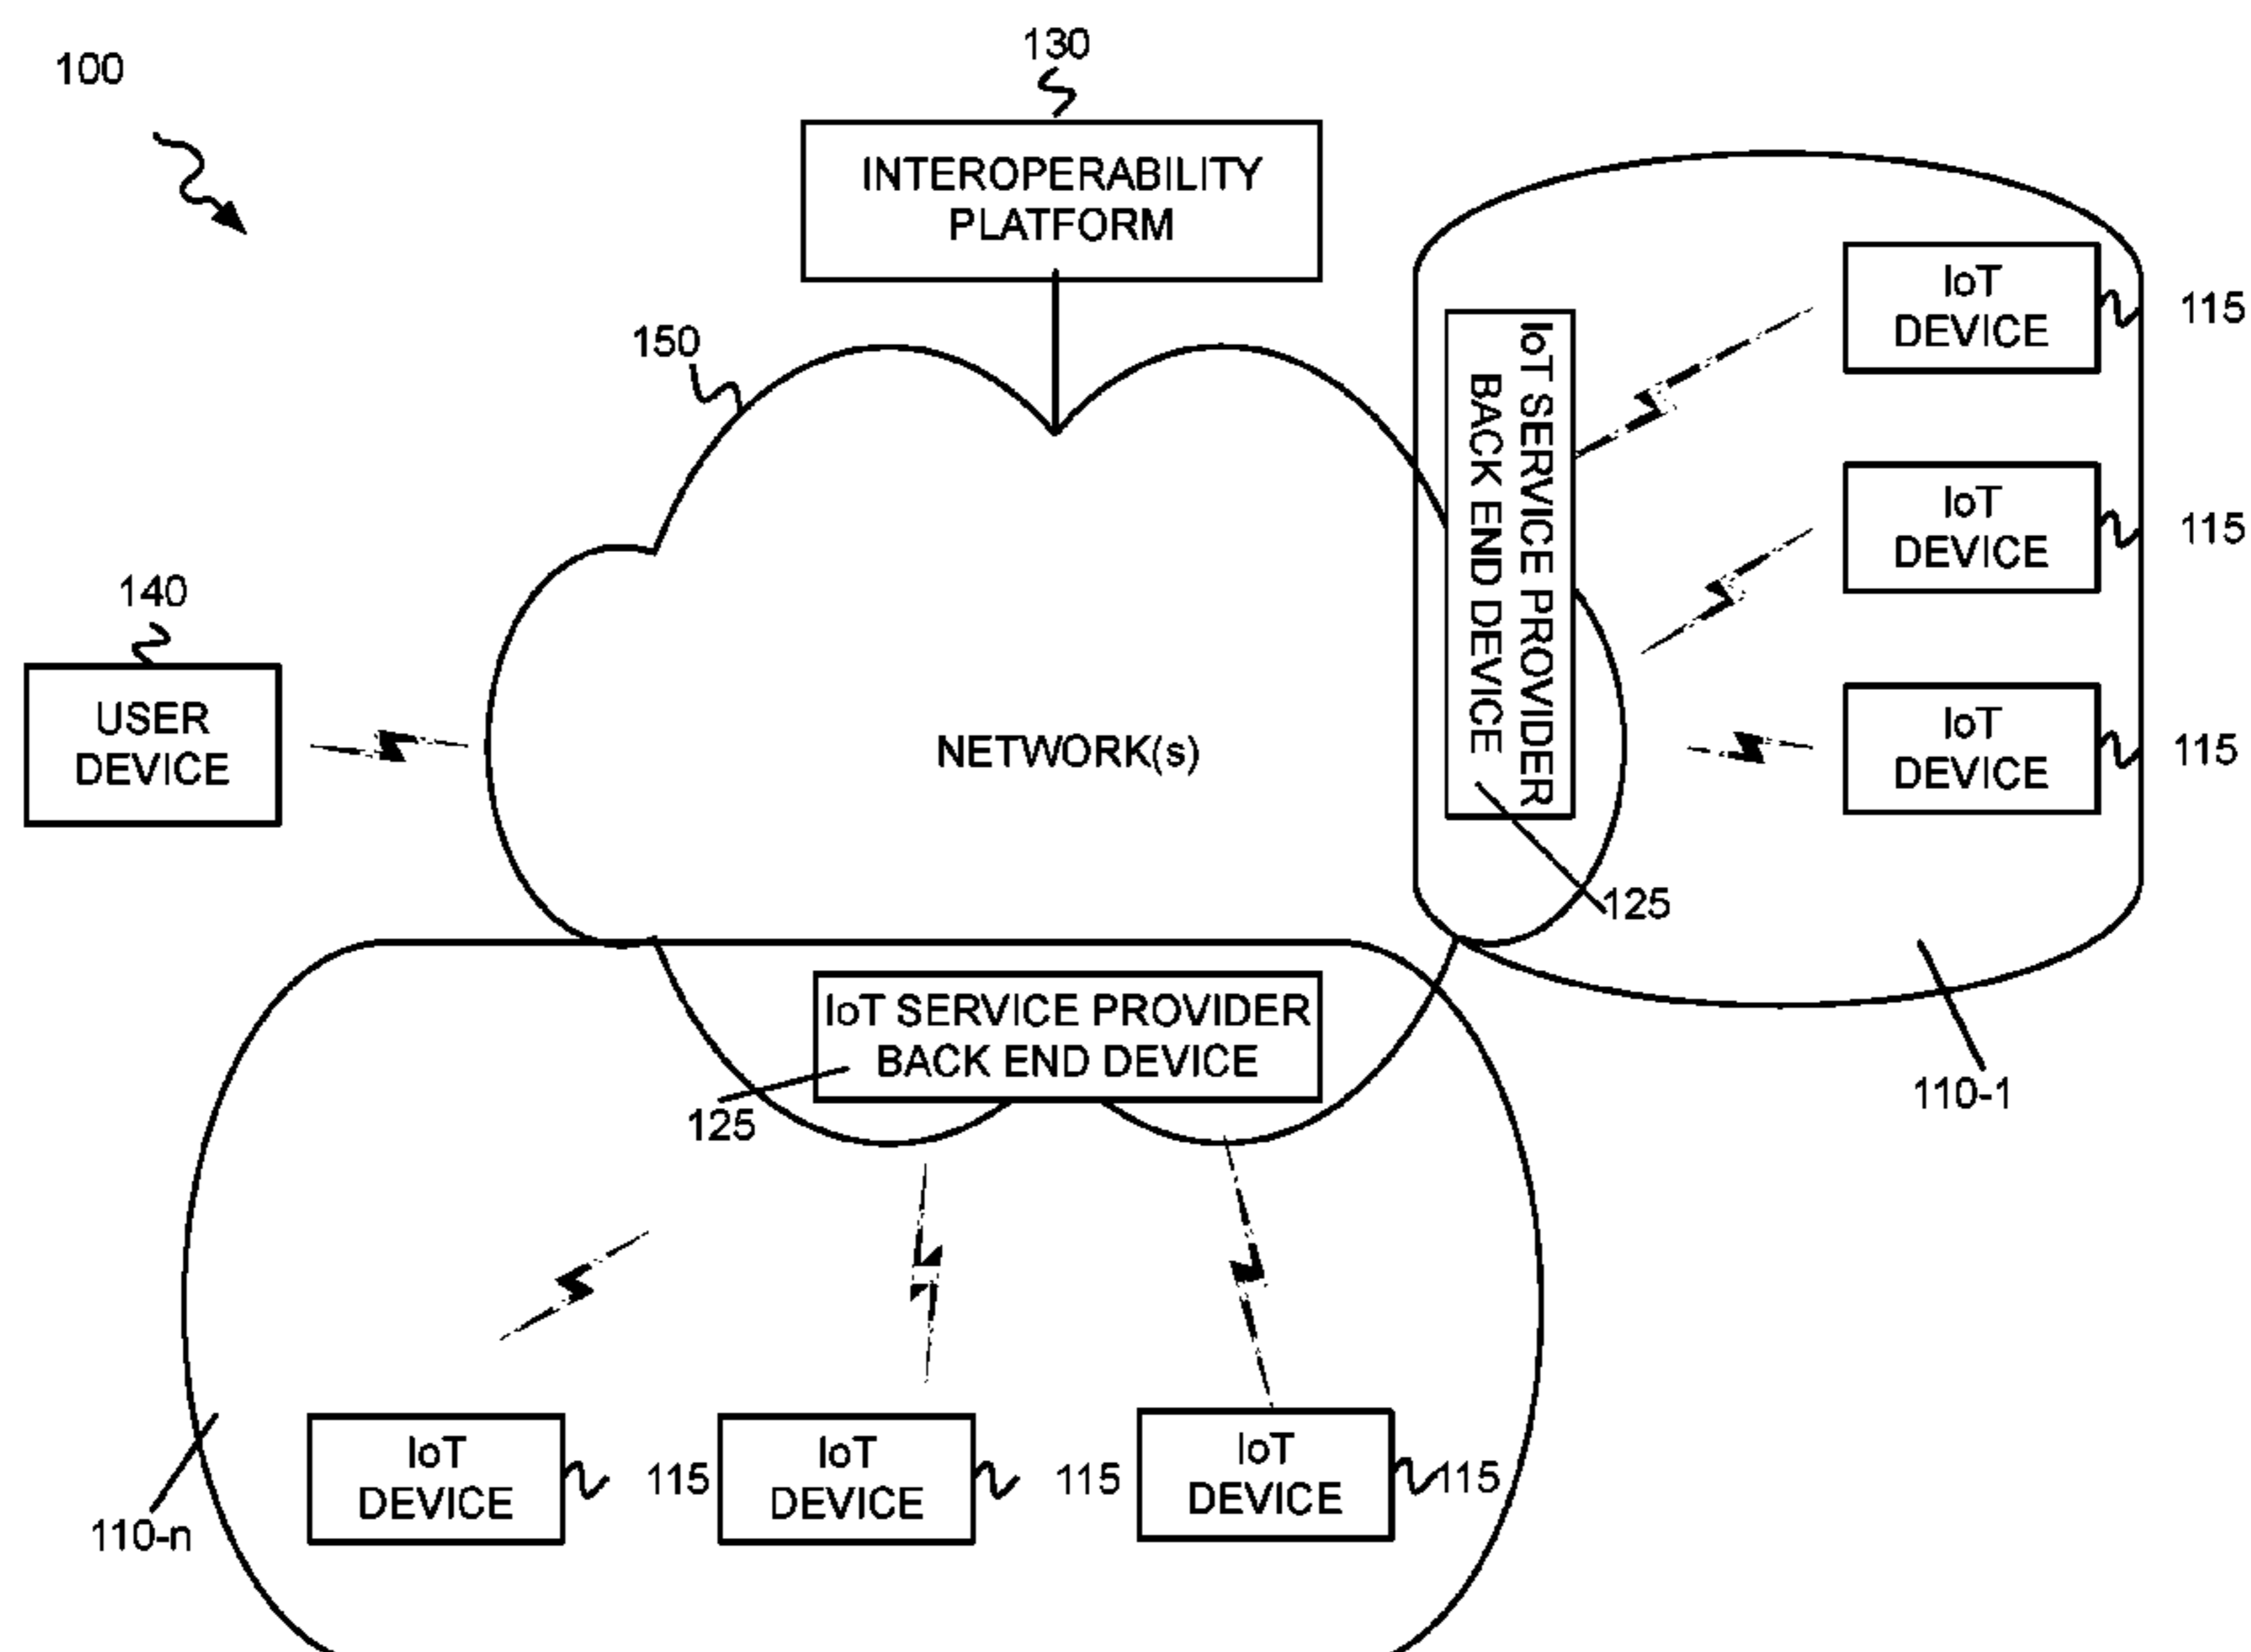 100
130
INTEROPERABILITY
PLATFORM
150
IoT
DEVICE
115
IoT SERVICE PROVIDER
BACK END DEVICE
IoT
DEVICE
115
140
USER
DEVICE
NETWORK(s)
IoT
DEVICE
115
125
IoT SERVICE PROVIDER
BACK END DEVICE
125
110-1
IoT
DEVICE
115
IoT
DEVICE
115
IoT
DEVICE
115
110-n